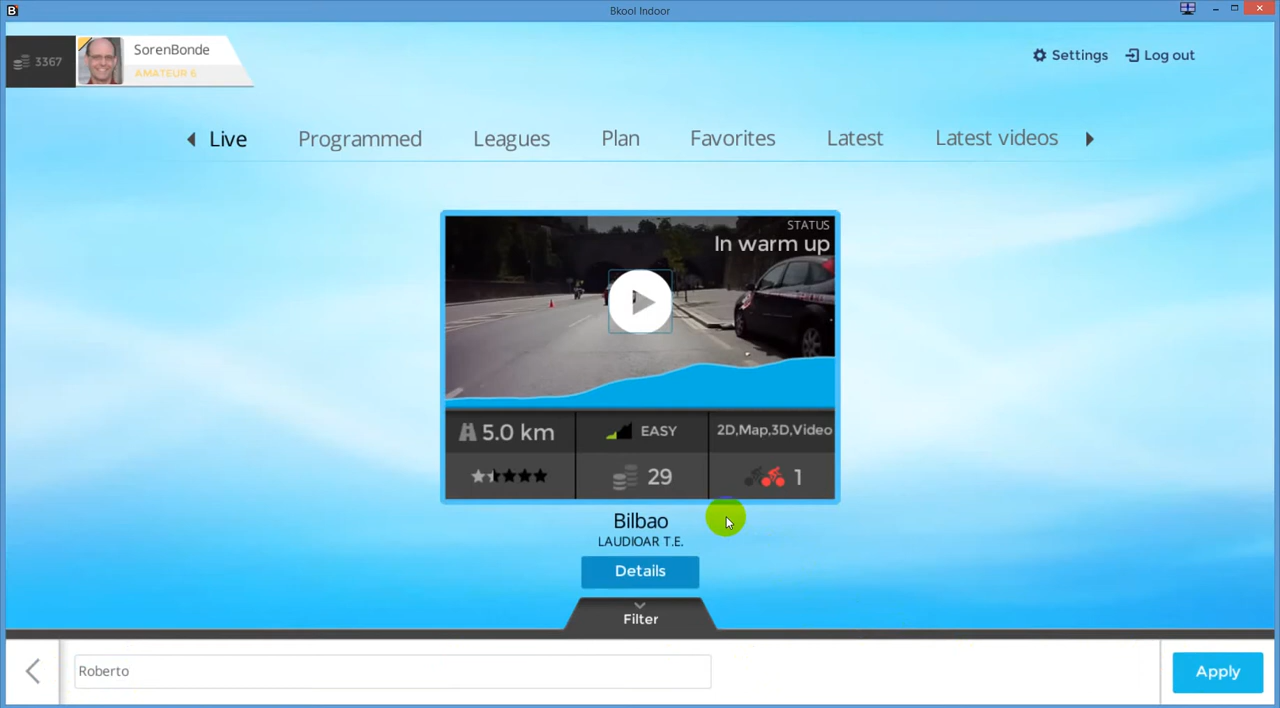 Bkool Indoor
3367
SorenBonde
AMATEUR 6
Settings
Log out
Live Programmed Leagues Plan Favorites Latest Latest videos
STATUS
In warm up
5.0 km EASY 2D,Map,3D,Video
29 1
Bilbao
LAUDIOAR T.E.
Details
Filter
Roberto
Apply